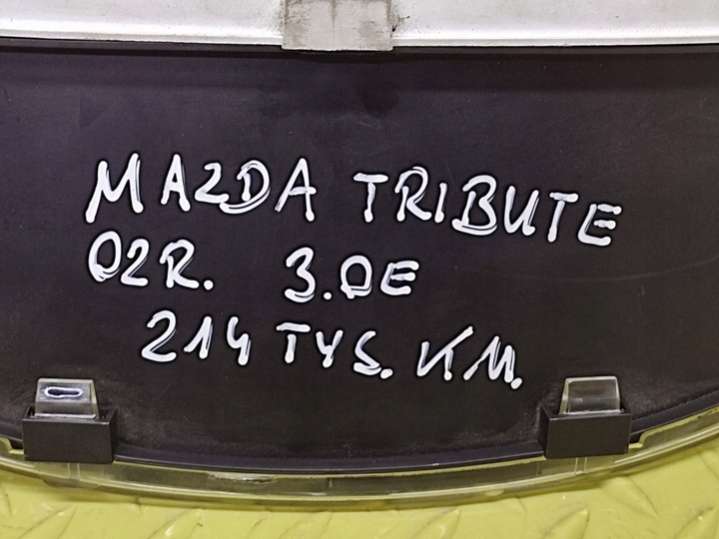 MAZDA TRIBUTE
02R. 3.0E
214 TYS. KM.